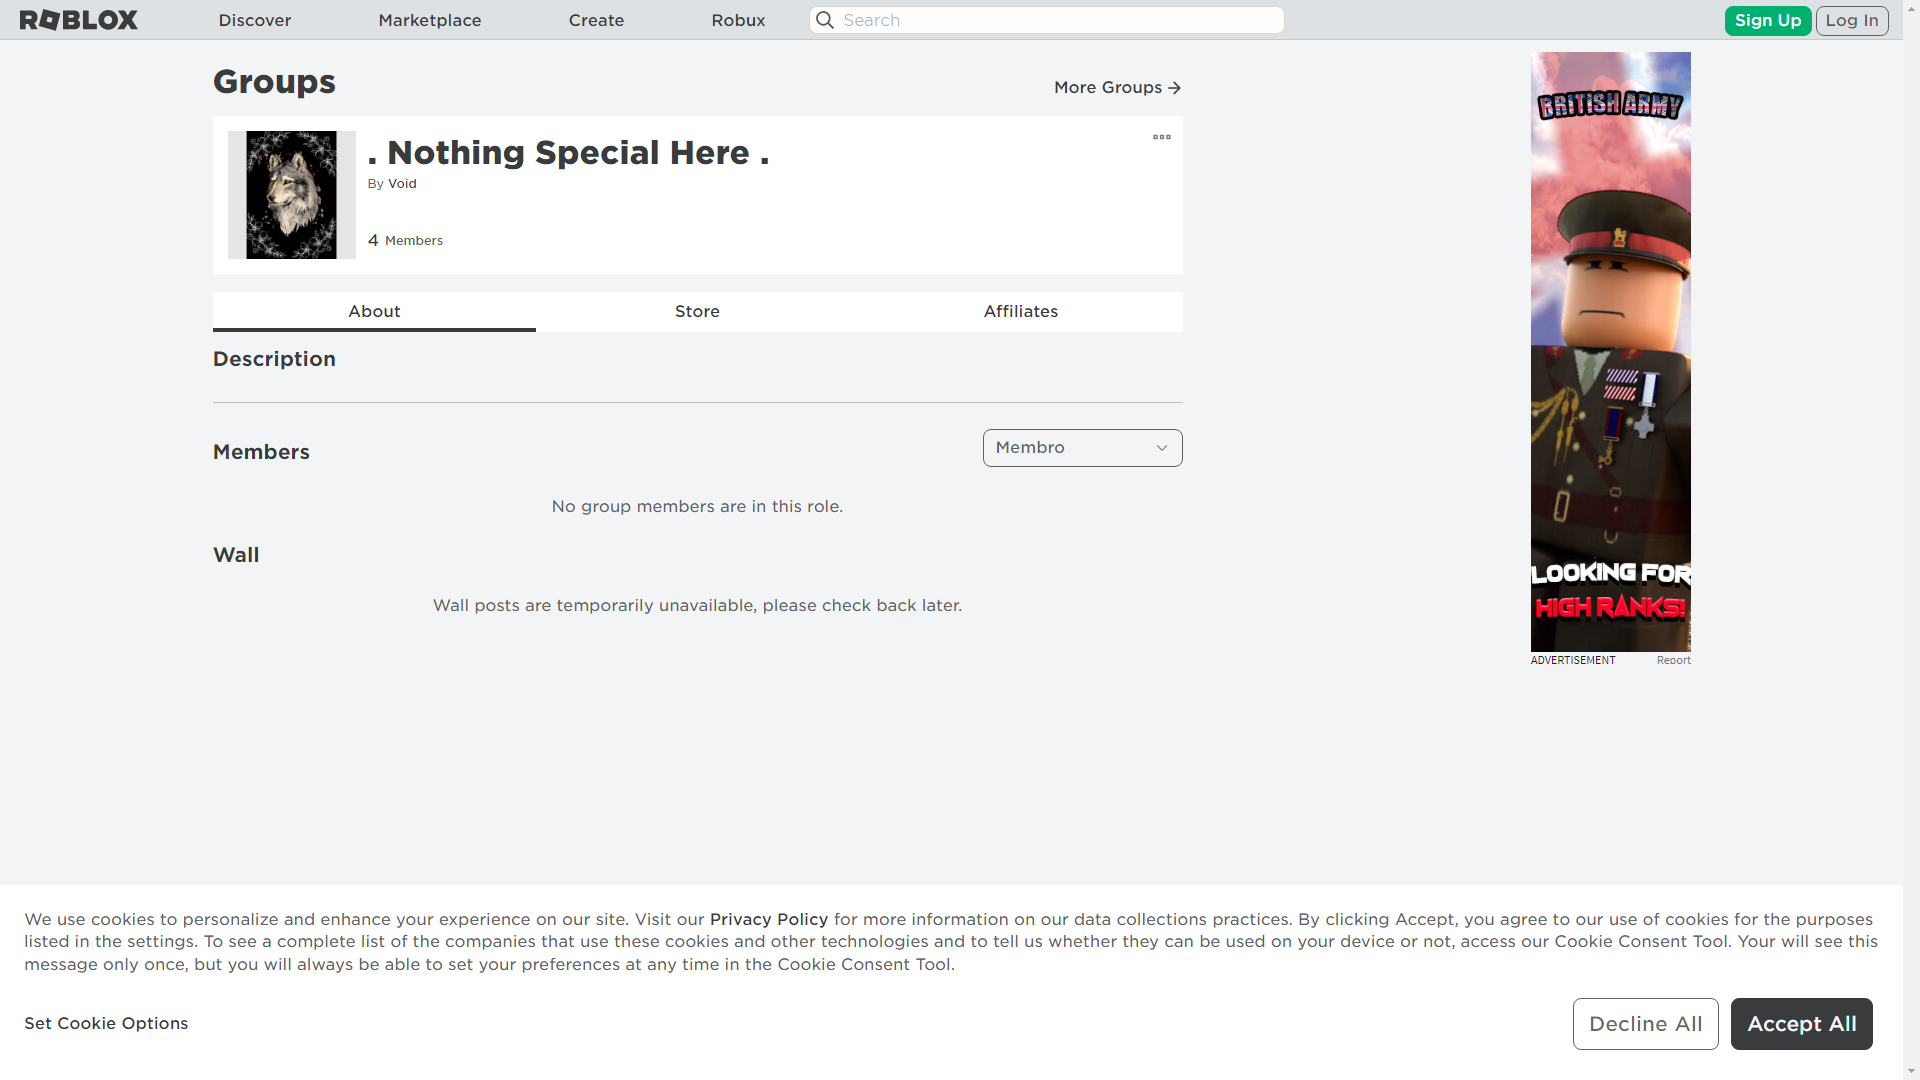 ROBLOX
Discover
Marketplace
Create
Robux
Search
Sign Up
Log In
Groups
More Groups
. Nothing Special Here .
By Void
4 Members
About
Store
Affiliates
Description
Members
Membro
No group members are in this role.
Wall
Wall posts are temporarily unavailable, please check back later.
BRITISH ARMY
LOOKING FOR
HIGH RANKS!
ADVERTISEMENT
Report
We use cookies to personalize and enhance your experience on our site. Visit our Privacy Policy for more information on our data collections practices. By clicking Accept, you agree to our use of cookies for the purposes
listed in the settings. To see a complete list of the companies that use these cookies and other technologies and to tell us whether they can be used on your device or not, access our Cookie Consent Tool. Your will see this
message only once, but you will always be able to set your preferences at any time in the Cookie Consent Tool.
Set Cookie Options
Decline All
Accept All